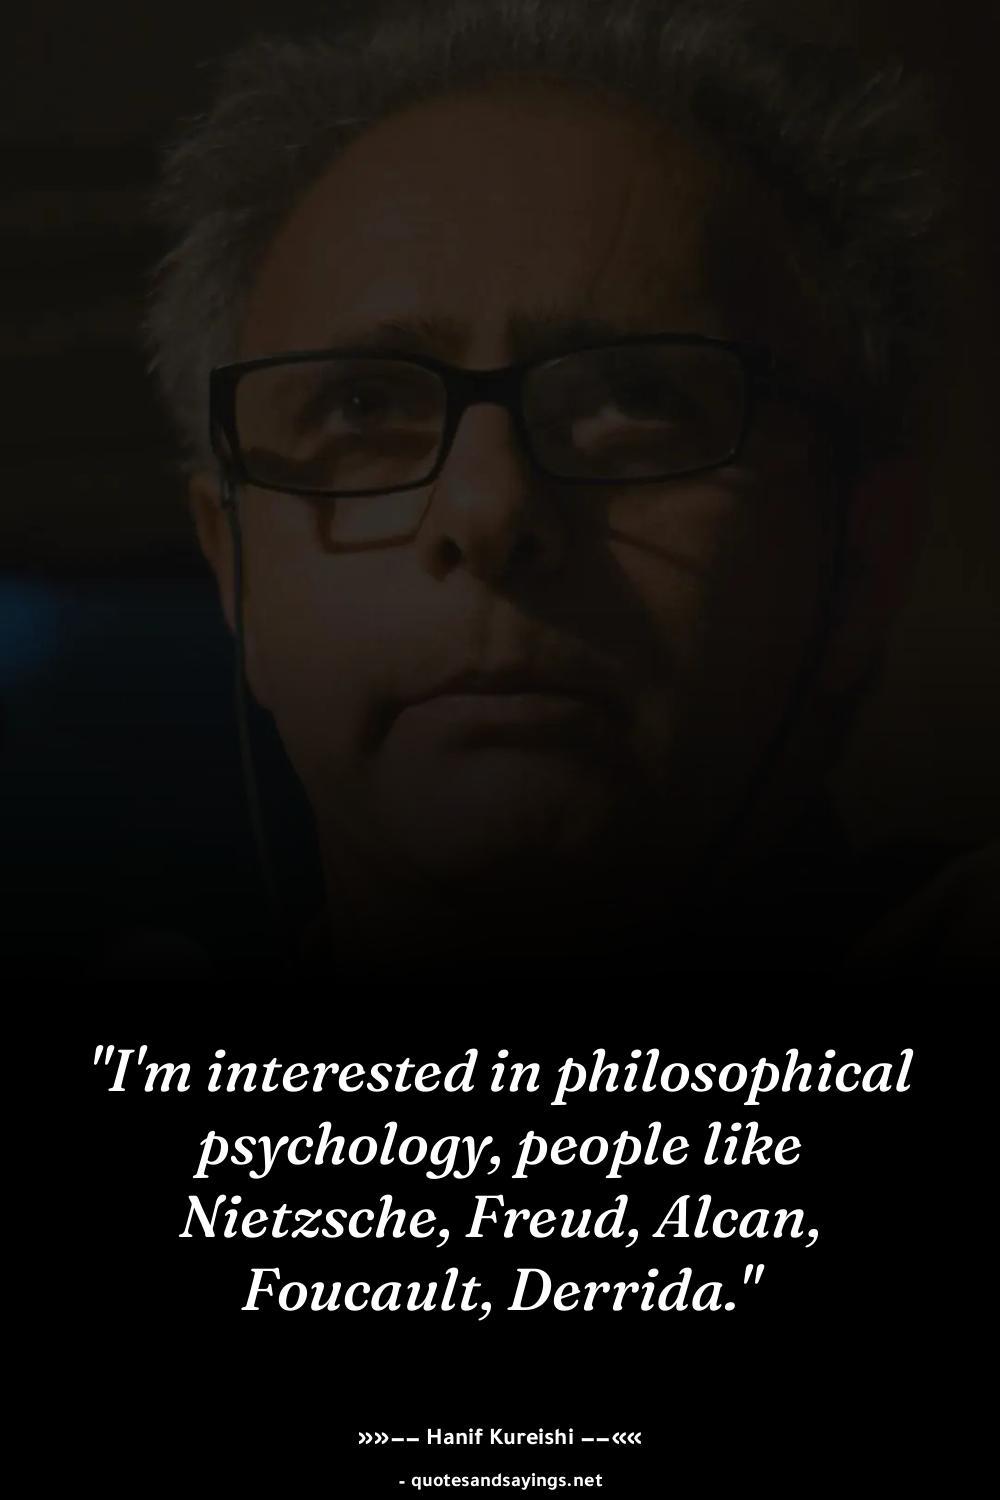 "I'm interested in philosophical
psychology, people like
Nietzsche, Freud, Alcan,
Foucault, Derrida."
»»−− Hanif Kureishi −−««
- quotesandsayings.net